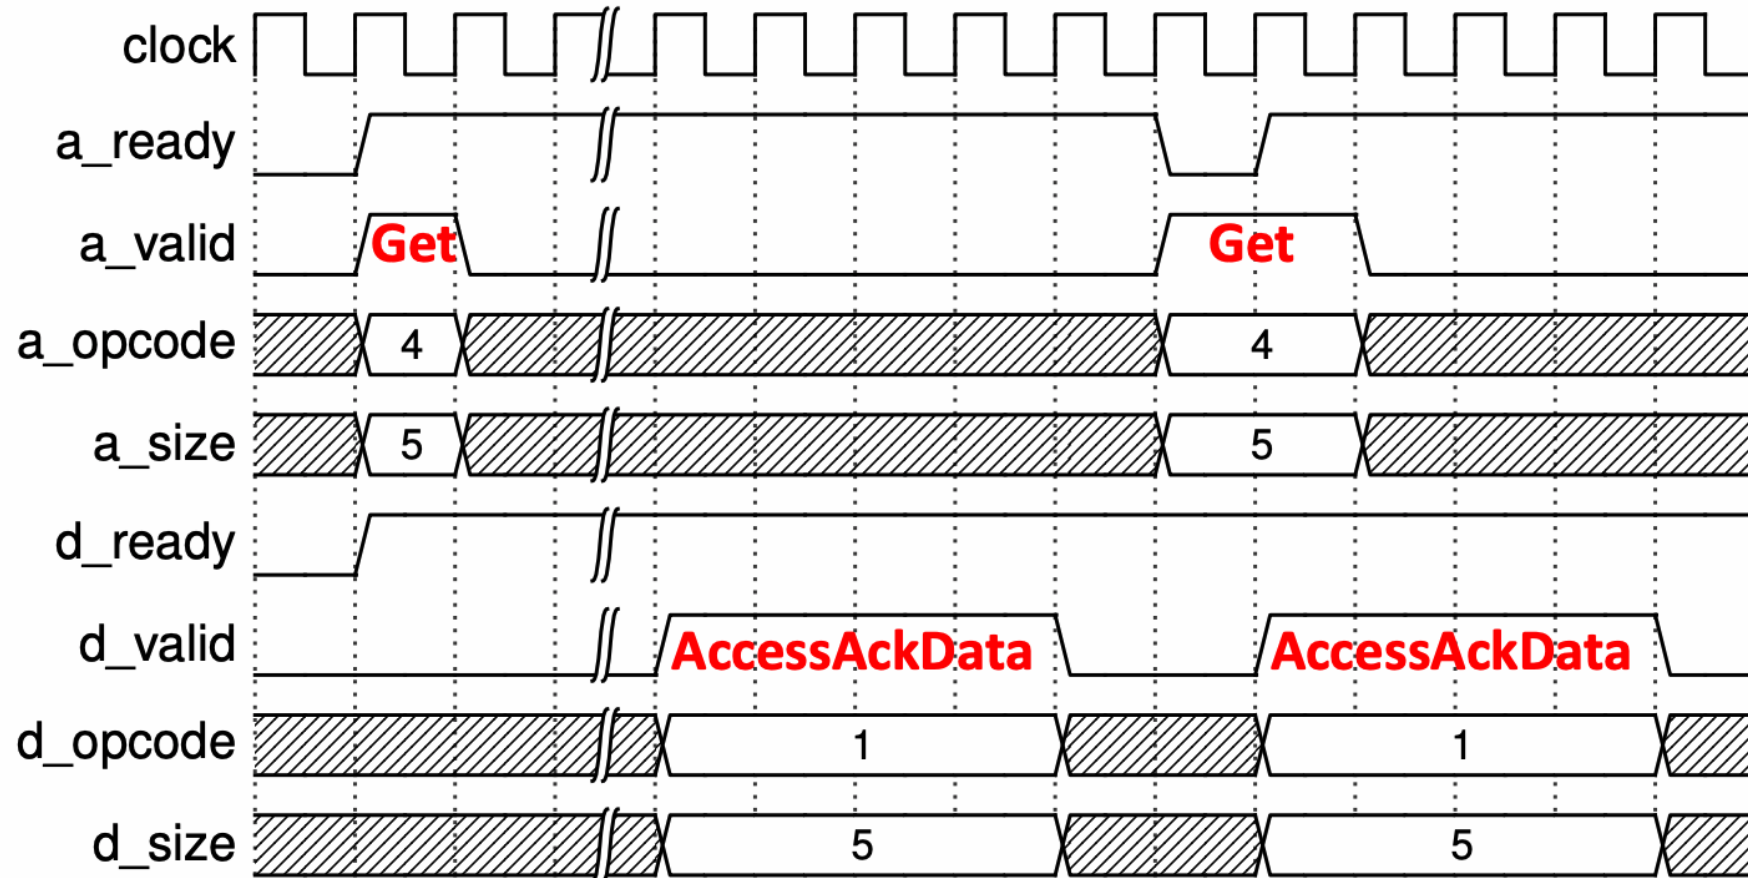 clock
a_ready
a_valid Get Get
a_opcode 4 4
a_size 5 5
d_ready
d_valid AccessAckData AccessAckData
d_opcode 1 1
d_size 5 5